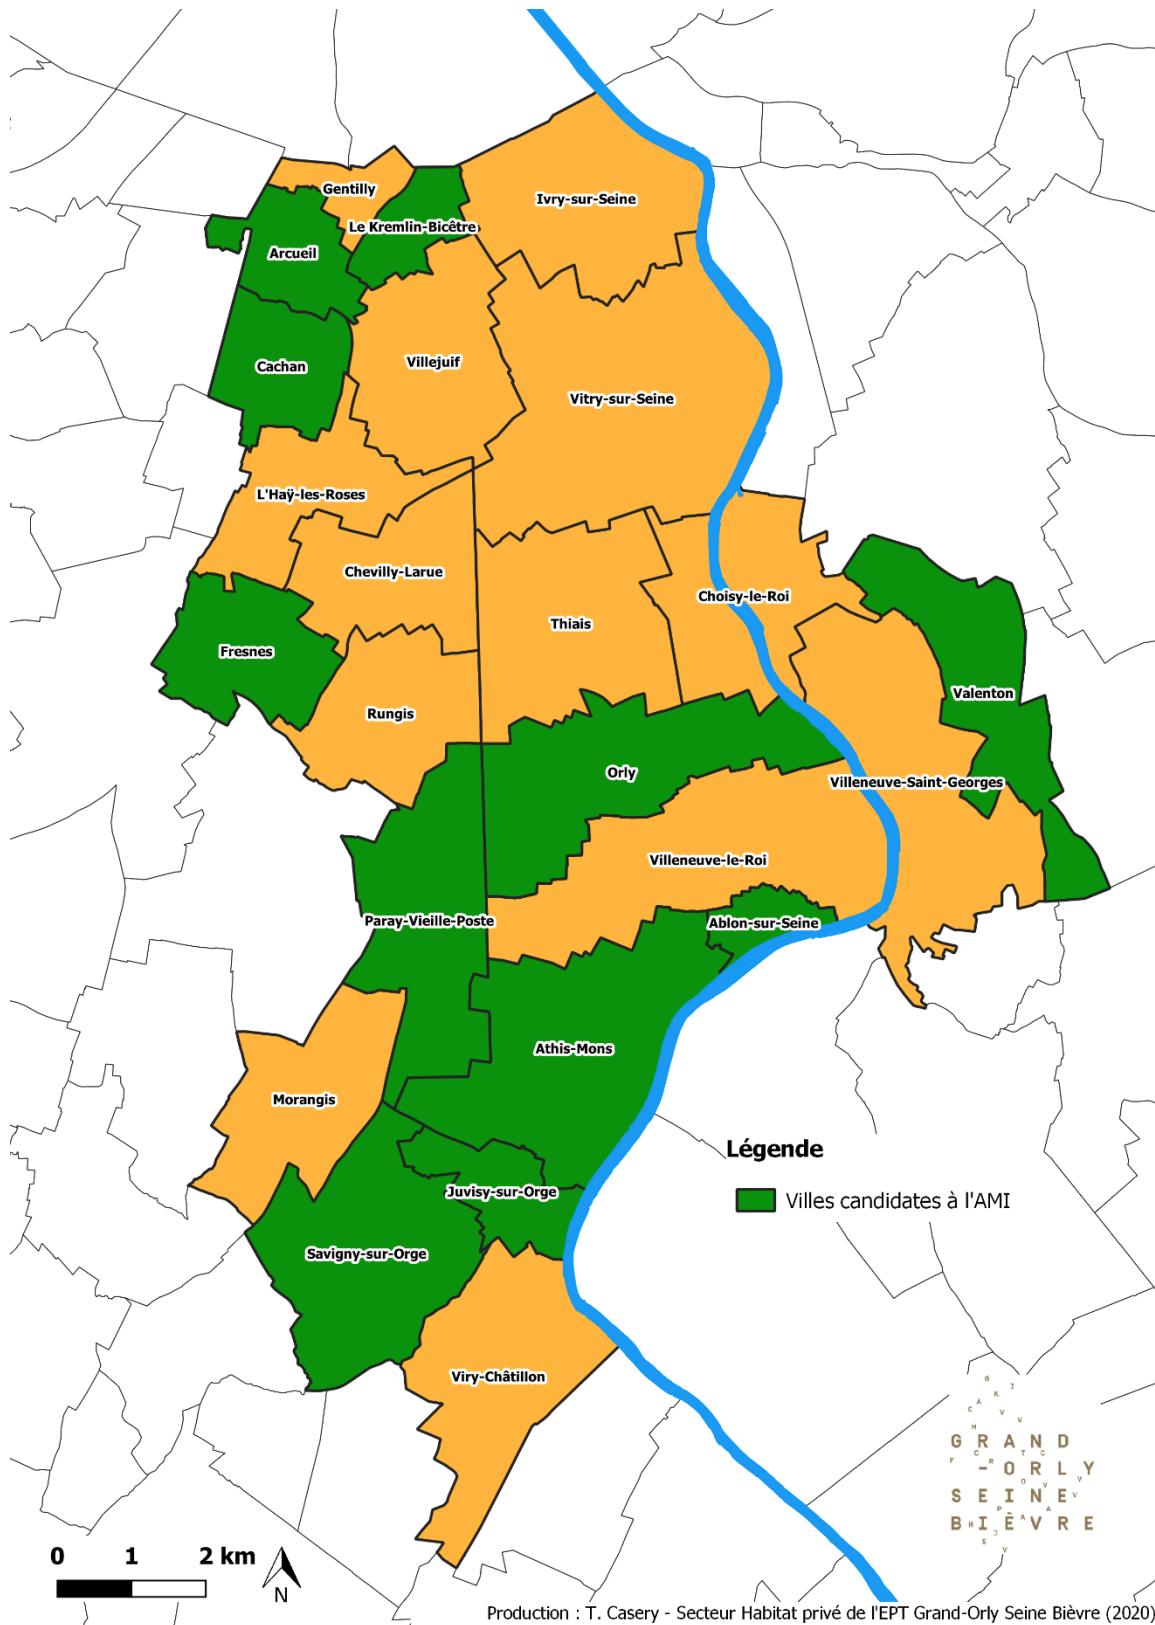 Gentilly
Ivry-sur-Seine
Le Kremlin-Bicêtre
Arcueil
Villejuif
Cachan
Vitry-sur-Seine
L'Haÿ-les-Roses
Chevilly-Larue
Choisy-le-Roi
Thiais
Fresnes
Valenton
Rungis
Orly
Villeneuve-Saint-Georges
Villeneuve-le-Roi
Paray-Vieille-Poste
Ablon-sur-Seine
Athis-Mons
Morangis
Juvisy-sur-Orge
Savigny-sur-Orge
Viry-Châtillon
Légende
Villes candidates à l'AMI
GRAND
-ORLY
SEINE
BIÈVRE
0 1 2 km
N
Production : T. Casery - Secteur Habitat privé de l'EPT Grand-Orly Seine Bièvre (2020)